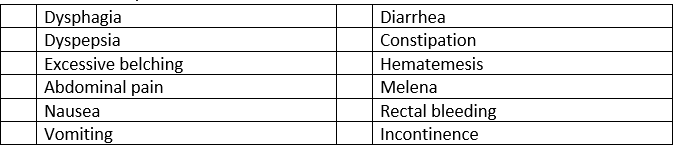 Dysphagia Diarrhea
Dyspepsia Constipation
Excessive belching Hematemesis
Abdominal pain Melena
Nausea Rectal bleeding
Vomiting Incontinence